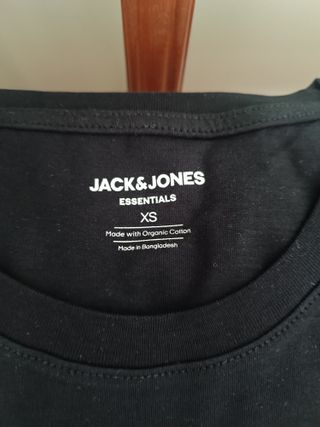 JACK&JONES
ESSENTIALS
XS
Made with Organic Cotton
Made in Bangladesh